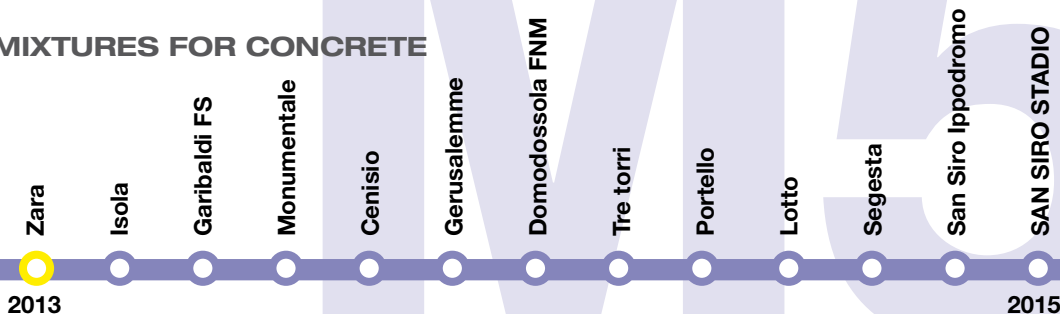 MIXTURES FOR CONCRETE
M5
Zara
Isola
Garibaldi FS
Monumentale
Cenisio
Gerusalemme
Domodossola FNM
Tre torri
Portello
Lotto
Segesta
San Siro Ippodromo
SAN SIRO STADIO
2013
2015